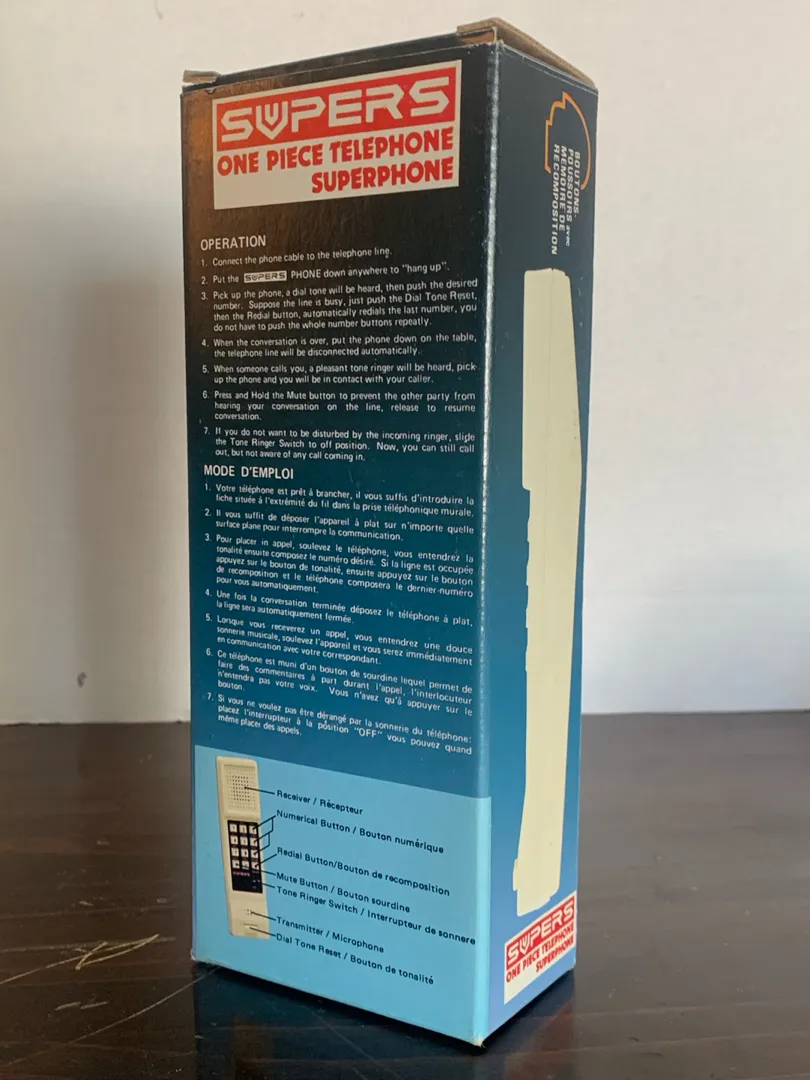 SUPERS
ONE PIECE TELEPHONE
SUPERPHONE
OPERATION
1. Connect the phone cable to the telephone line.
2. Put the SUPERS PHONE down anywhere to "hang up".
3. Pick up the phone, a dial tone will be heard, then push the desired
number. Suppose the line is busy, just push the Dial Tone Reset,
then the Redial button, automatically redials the last number, you
do not have to push the whole number buttons repeatly.
4. When the conversation is over, put the phone down on the table,
the telephone line will be disconnected automatically.
5. When someone calls you, a pleasant tone ringer will be heard, pick
up the phone and you will be in contact with your caller.
6. Press and Hold the Mute button to prevent the other party from
hearing your conversation on the line, release to resume
conversation.
7. If you do not want to be disturbed by the incoming ringer, slide
the Tone Ringer Switch to off position. Now, you can still call
out, but not aware of any call coming in.
MODE D'EMPLOI
1. Votre téléphone est prêt à brancher, il vous suffis d'introduire la
fiche située à l'extrémité du fil dans la prise téléphonique murale.
2. Il vous suffit de déposer l'appareil à plat sur n'importe quelle
surface plane pour interrompre la communication.
3. Pour placer in appel, soulevez le téléphone, vous entendrez la
tonalité ensuite composez le numéro désiré. Si la ligne est occupée
appuyez sur le bouton de tonalité, ensuite appuyez sur le bouton
de recomposition et le téléphone composera le dernier-numéro
pour vous automatiquement.
4. Une fois la conversation terminée déposez le téléphone à plat,
la ligne sera automatiquement fermée.
5. Lorsque vous receverez un appel, vous entendrez une douce
sonnerie musicale, soulevez l'appareil et vous serez immédiatement
en communication avec votre correspondant.
6. Ce téléphone est muni d'un bouton de sourdine lequel permet de
faire des commentaires à part durant l'appel, l'interlocuteur
n'entendra pas votre voix. Vous n'avez qu'à appuyer sur le
bouton.
7. Si vous ne voulez pas être dérangé par la sonnerie du téléphone:
placez l'interrupteur à la position "OFF" vous pouvez quand
même placer des appels.
Receiver / Récepteur
Numerical Button / Bouton numérique
Redial Button/Bouton de recomposition
Mute Button / Bouton sourdine
Tone Ringer Switch / Interrupteur de sonnere
Transmitter / Microphone
Dial Tone Reset / Bouton de tonalité
BOUTONS-
POUSSOIRS avec
MÉMOIRE DE
RECOMPOSITION
SUPERS
ONE PIECE TELEPHONE
SUPERPHONE